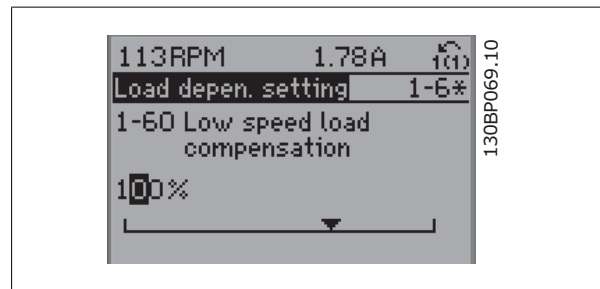 113RPM 1.78A 1(1)
Load depen. setting 1-6*
1-60 Low speed load
compensation
100%
130BP069.10